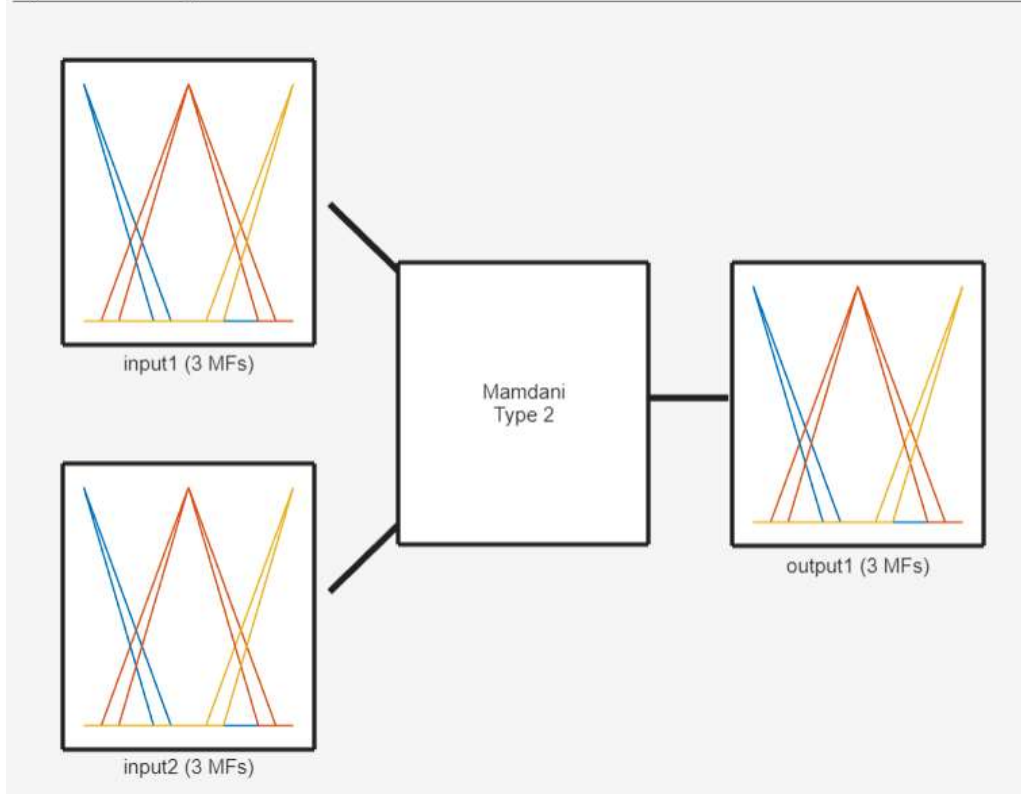 input1 (3 MFs)
Mamdani
Type 2
output1 (3 MFs)
input2 (3 MFs)